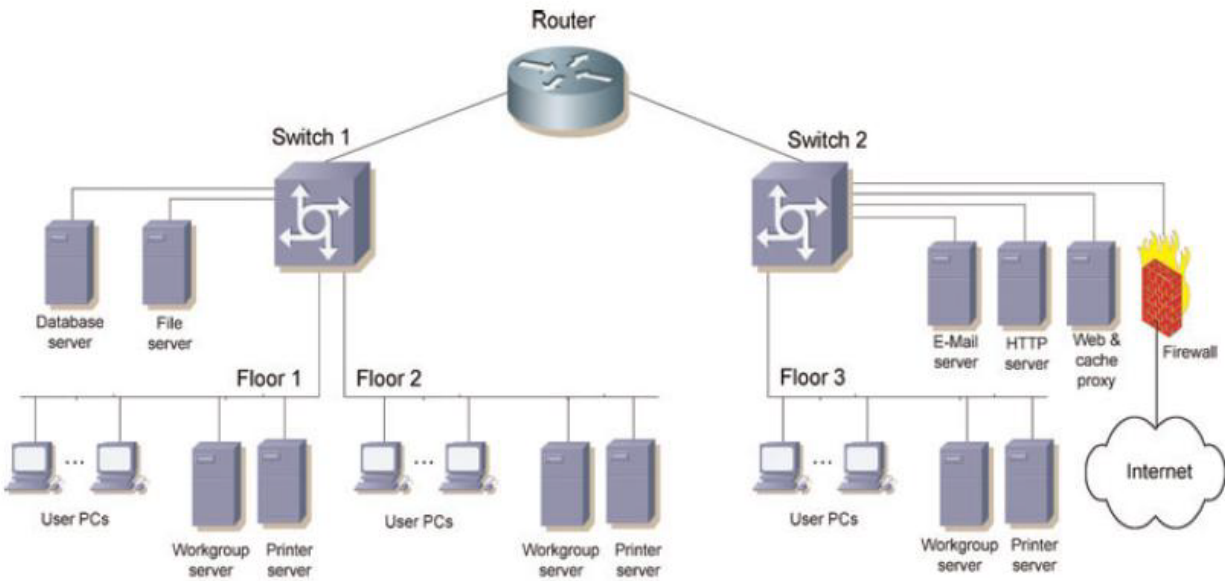 Router
Switch 1
Switch 2
Database
server
File
server
E-Mail
server
HTTP
server
Web &
cache
proxy
Firewall
Floor 1
Floor 2
Floor 3
User PCs
Workgroup
server
Printer
server
User PCs
Workgroup
server
Printer
server
User PCs
Workgroup
server
Printer
server
Internet